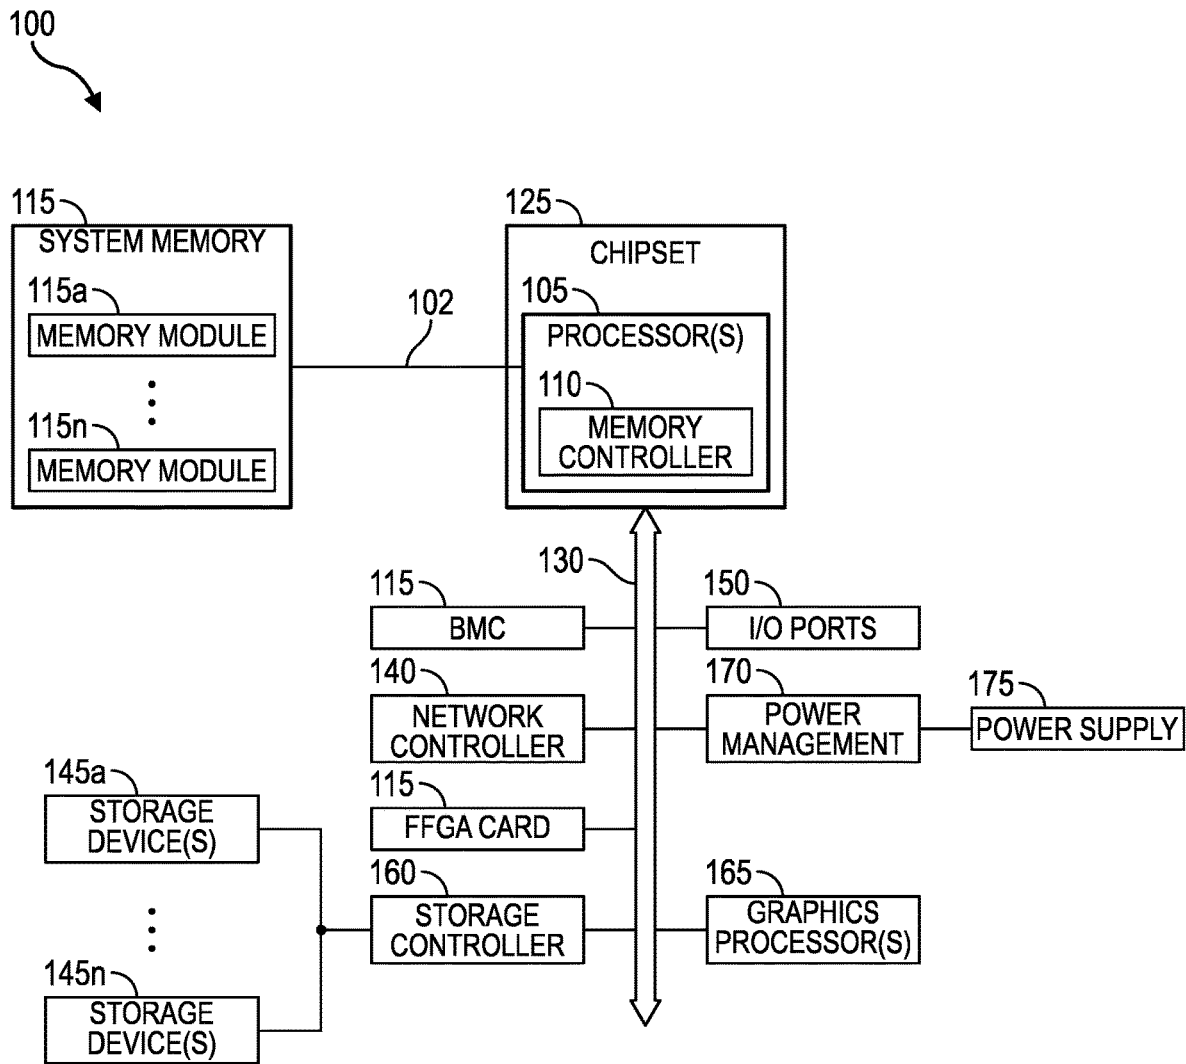 100
115
SYSTEM MEMORY
115a
MEMORY MODULE
115n
MEMORY MODULE
102
125
CHIPSET
105
PROCESSOR(S)
110
MEMORY
CONTROLLER
130
115
BMC
150
I/O PORTS
140
NETWORK
CONTROLLER
170
POWER
MANAGEMENT
175
POWER SUPPLY
145a
STORAGE
DEVICE(S)
115
FFGA CARD
160
STORAGE
CONTROLLER
165
GRAPHICS
PROCESSOR(S)
145n
STORAGE
DEVICE(S)